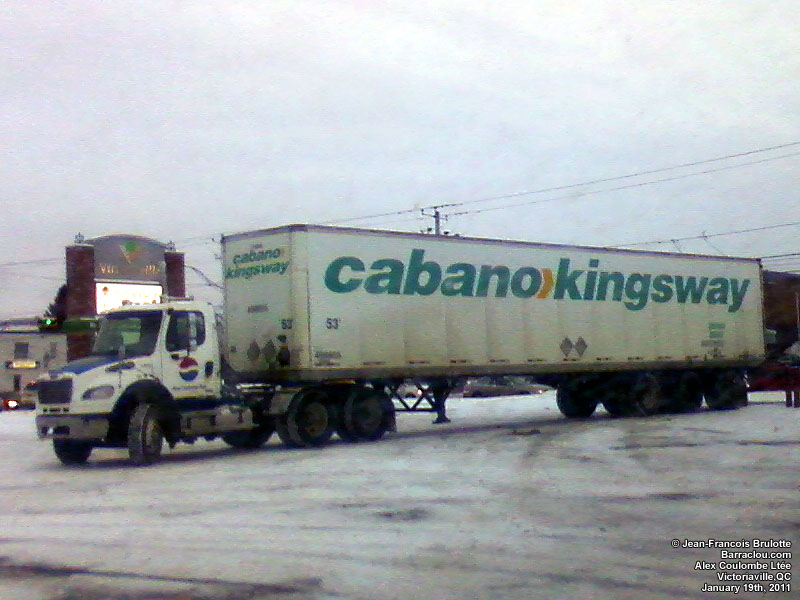 cabano
kingsway
53'
53'
cabano kingsway
© Jean-Francois Brulotte
Barraclou.com
Alex Coulombe Ltée
Victoriaville,QC
January 19th, 2011